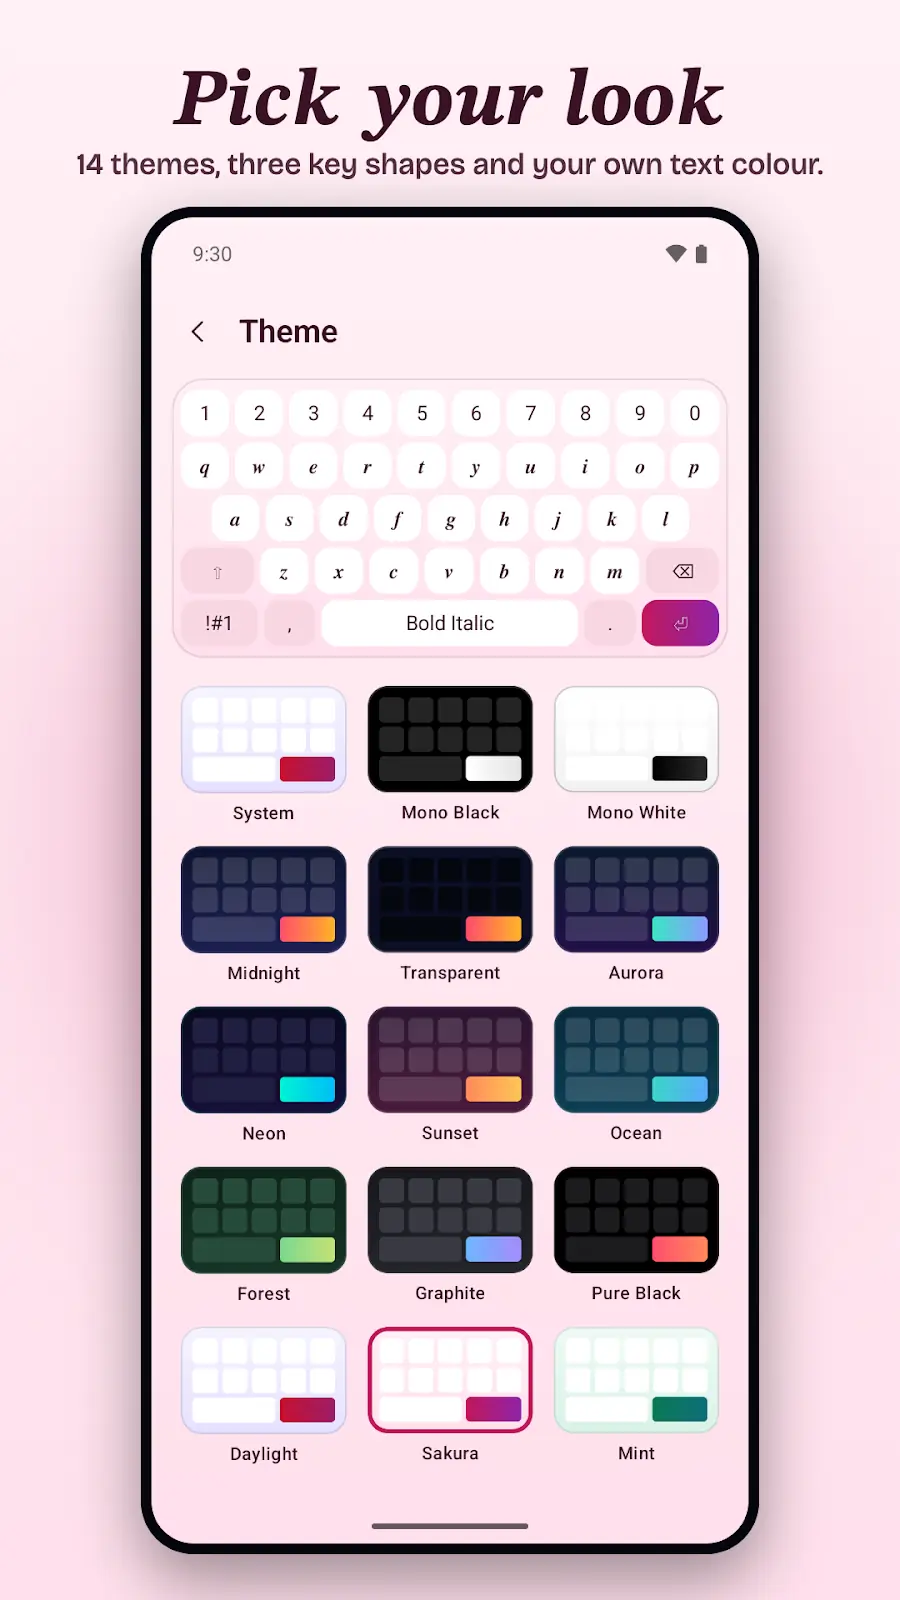 Pick your look
14 themes, three key shapes and your own text colour.
9:30
Theme
1 2 3 4 5 6 7 8 9 0
q w e r t y u i o p
a s d f g h j k l
⇧ z x c v b n m ⌫
!#1 , Bold Italic . ⏎
System Mono Black Mono White
Midnight Transparent Aurora
Neon Sunset Ocean
Forest Graphite Pure Black
Daylight Sakura Mint